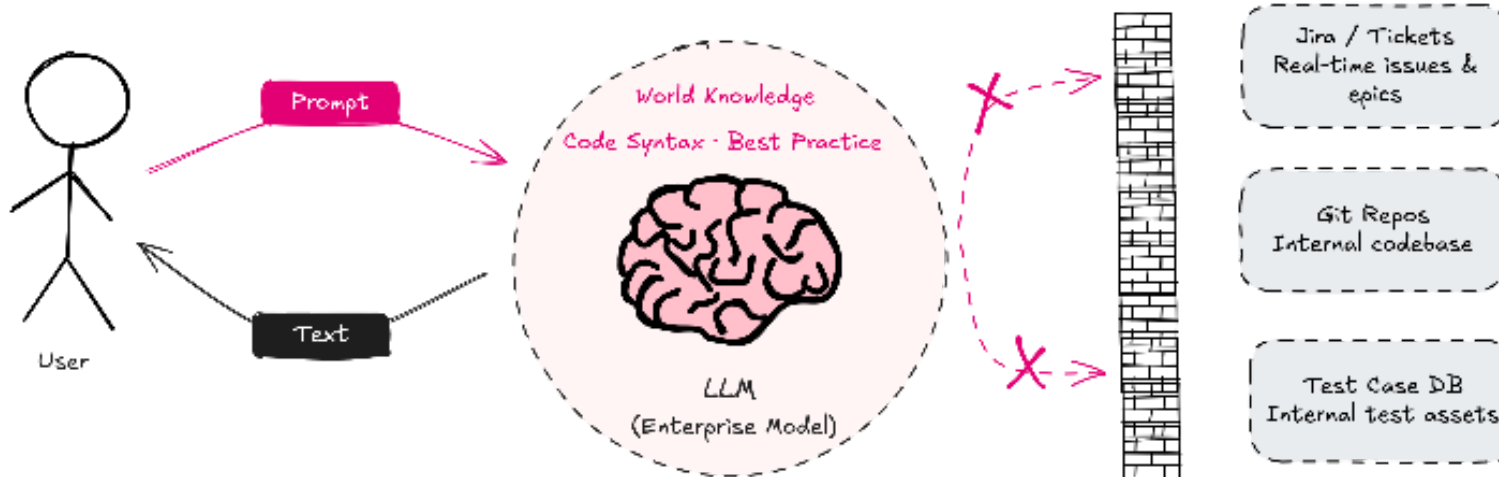 Prompt
Text
User
World Knowledge
Code Syntax · Best Practice
LLM
(Enterprise Model)
Jira / Tickets
Real-time issues &
epics
Git Repos
Internal codebase
Test Case DB
Internal test assets